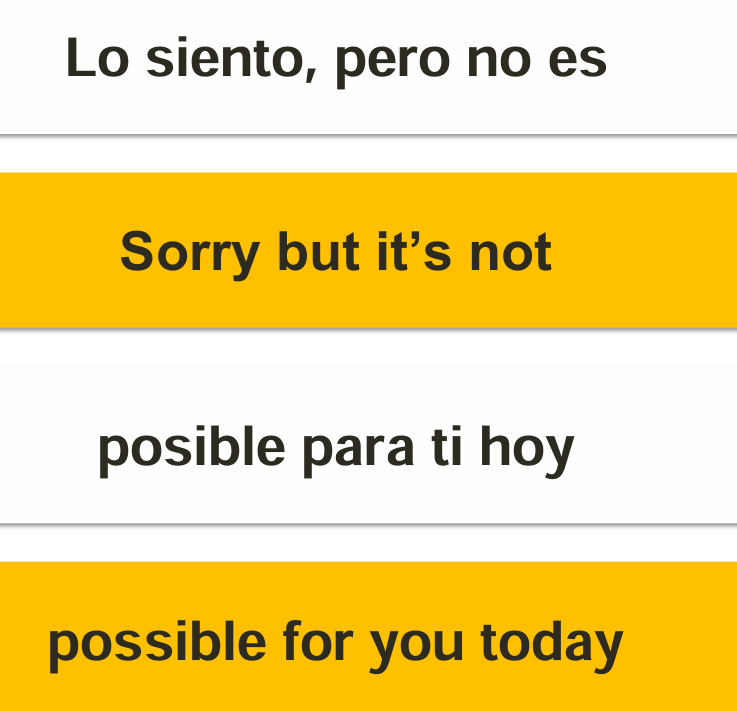 Lo siento, pero no es
Sorry but it’s not
posible para ti hoy
possible for you today